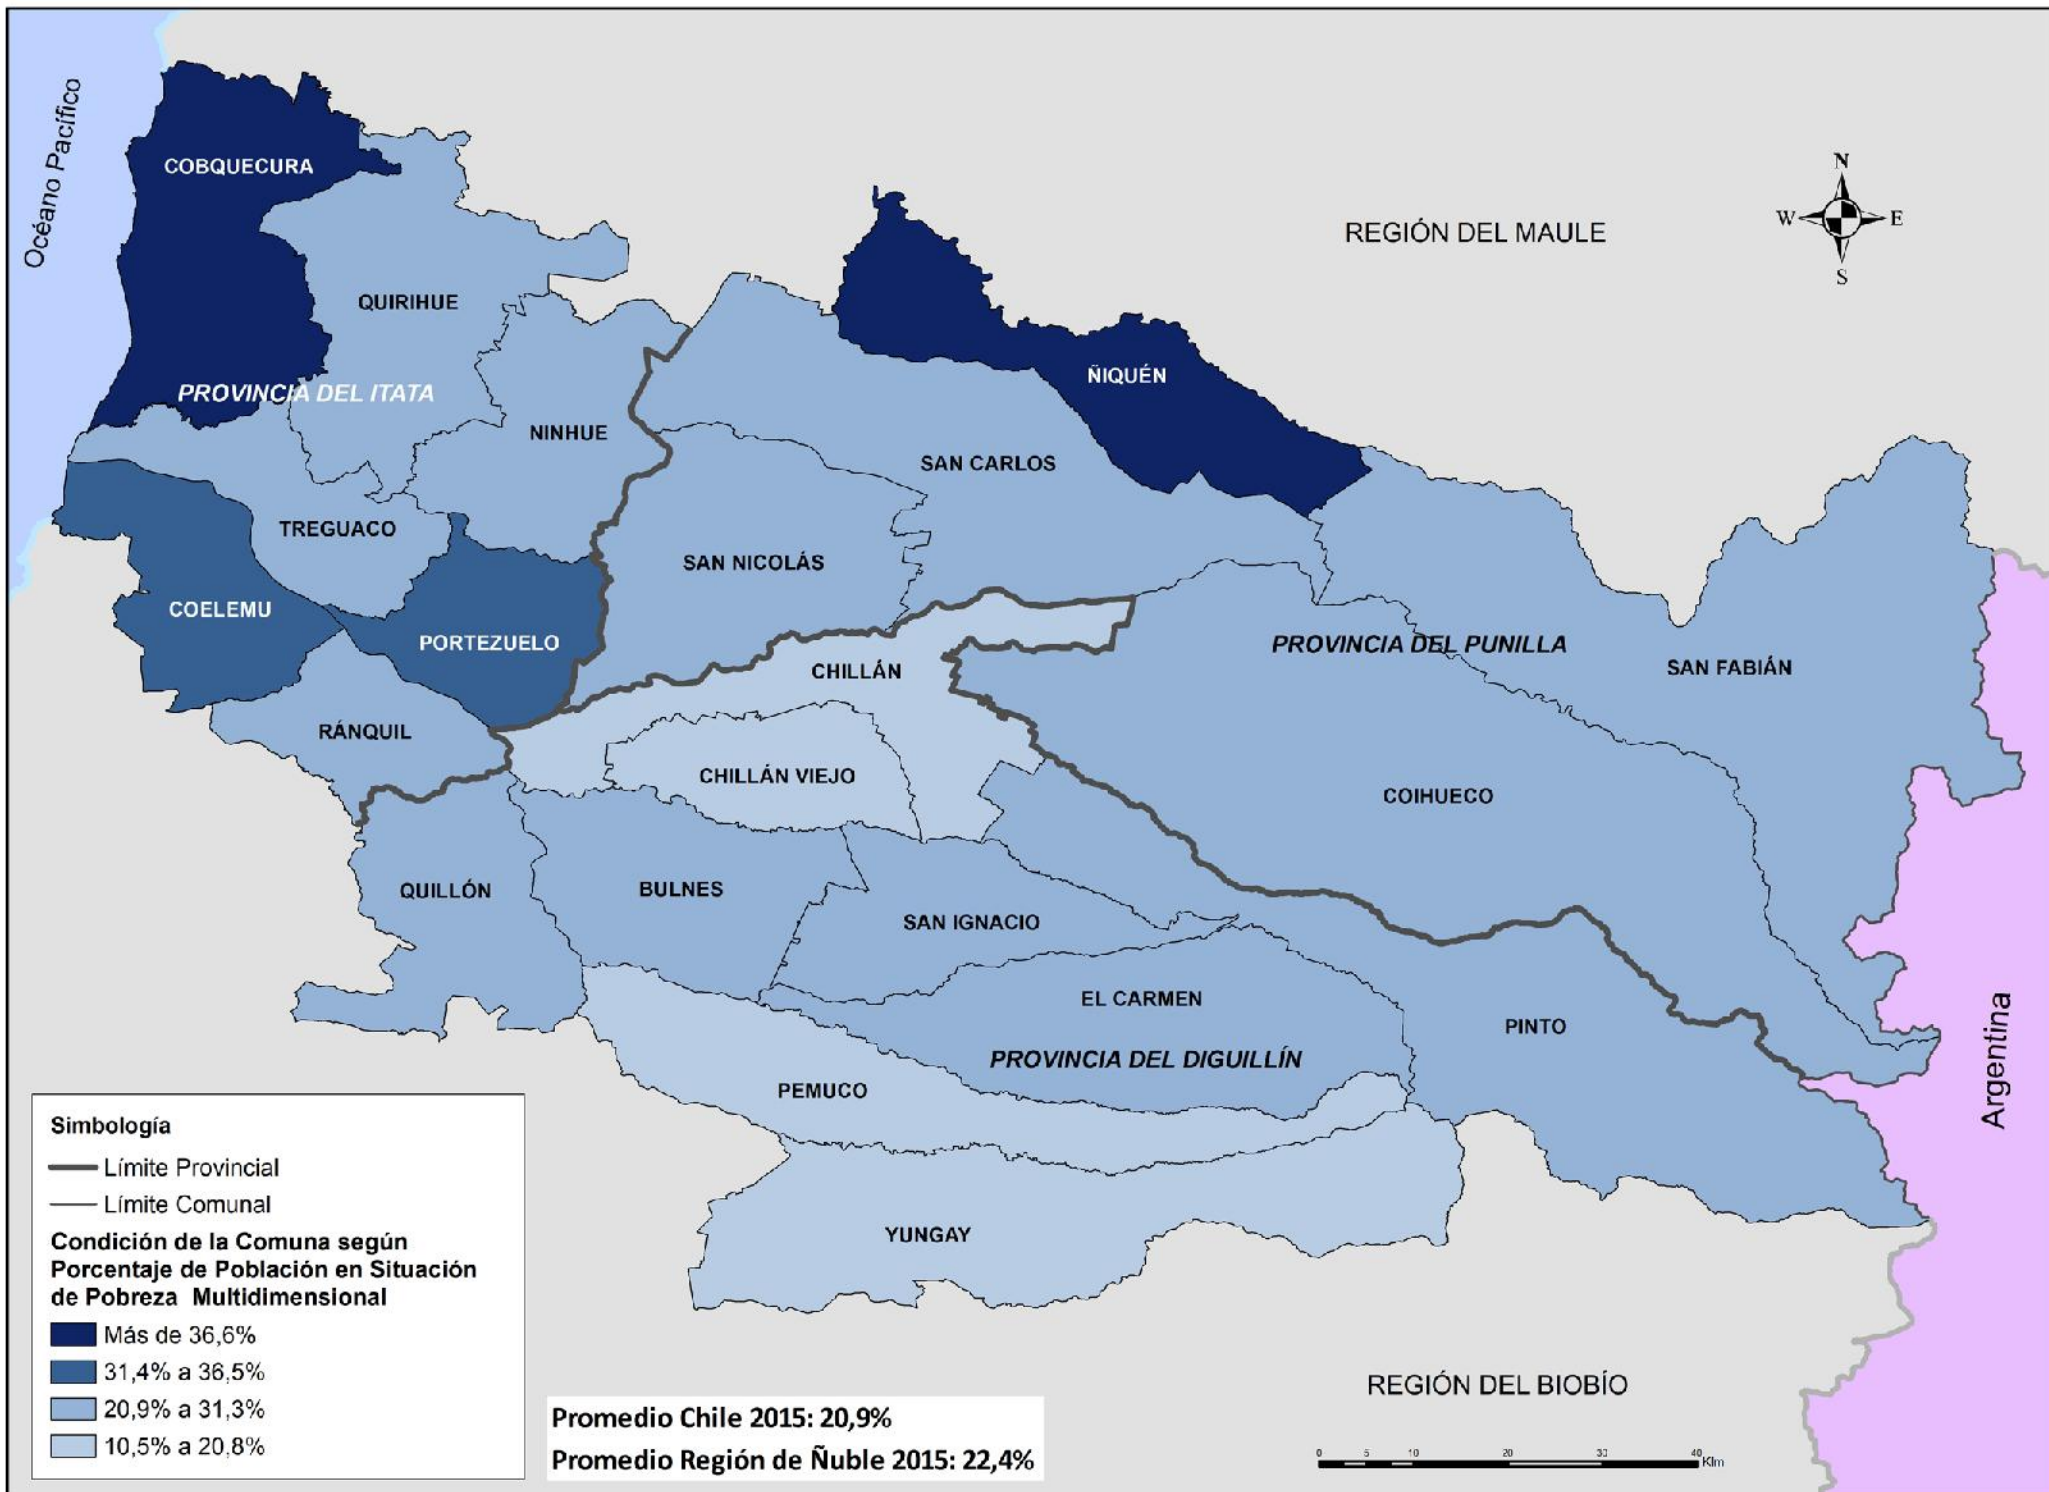 Océano Pacífico
COBQUECURA
REGIÓN DEL MAULE
N
W
E
S
QUIRIHUE
ÑIQUÉN
PROVINCIA DEL ITATA
NINHUE
SAN CARLOS
TREGUACO
SAN NICOLÁS
COELEMU
PORTEZUELO
PROVINCIA DEL PUNILLA
SAN FABIÁN
CHILLÁN
RÁNQUIL
CHILLÁN VIEJO
COIHUECO
QUILLÓN
BULNES
SAN IGNACIO
EL CARMEN
PINTO
Argentina
PROVINCIA DEL DIGUILLÍN
PEMUCO
YUNGAY
Simbología
Límite Provincial
Límite Comunal
Condición de la Comuna según
Porcentaje de Población en Situación
de Pobreza Multidimensional
Más de 36,6%
31,4% a 36,5%
20,9% a 31,3%
10,5% a 20,8%
Promedio Chile 2015: 20,9%
Promedio Región de Ñuble 2015: 22,4%
REGIÓN DEL BIOBÍO
0 5 10 20 30 40
Klm